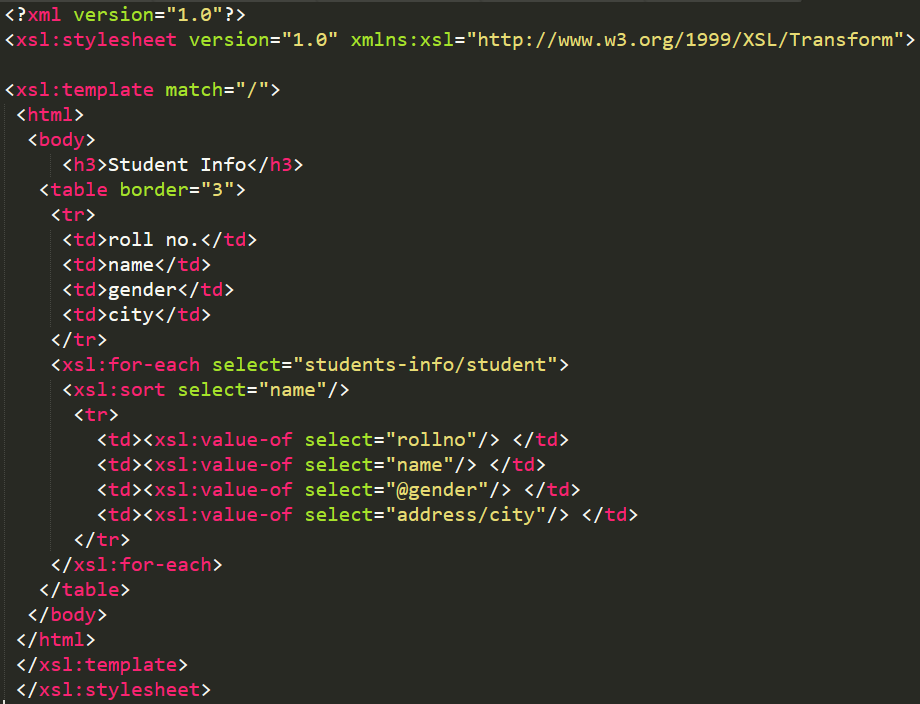 <?xml version="1.0"?>
<xsl:stylesheet version="1.0" xmlns:xsl="http://www.w3.org/1999/XSL/Transform">

<xsl:template match="/">
 <html>
  <body>
     <h3>Student Info</h3>
   <table border="3">
    <tr>
     <td>roll no.</td>
     <td>name</td>
     <td>gender</td>
     <td>city</td>
    </tr>
    <xsl:for-each select="students-info/student">
     <xsl:sort select="name"/>
      <tr>
        <td><xsl:value-of select="rollno"/> </td>
        <td><xsl:value-of select="name"/> </td>
        <td><xsl:value-of select="@gender"/> </td>
        <td><xsl:value-of select="address/city"/> </td>
      </tr>
    </xsl:for-each>
   </table>
  </body>
 </html>
 </xsl:template>
 </xsl:stylesheet>